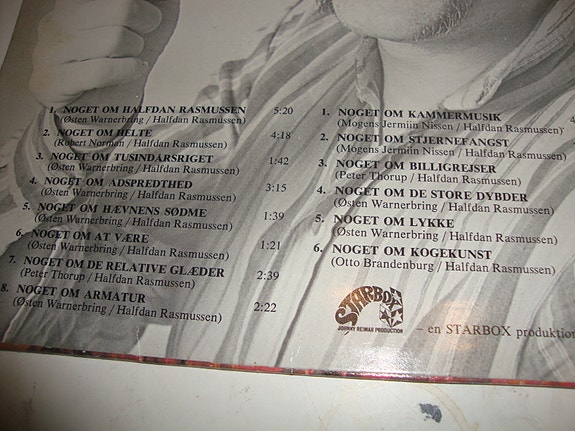 1. NOGET OM HALFDAN RASMUSSEN 5:20
(Østen Warnerbring / Halfdan Rasmussen)
2. NOGET OM HELTE 4:18
(Robert Norman / Halfdan Rasmussen)
3. NOGET OM TUSINDÅRSRIGET 1:42
(Østen Warnerbring / Halfdan Rasmussen)
4. NOGET OM ADSPREDTHED 3:15
(Østen Warnerbring / Halfdan Rasmussen)
5. NOGET OM HÆVNENS SØDME 1:39
(Østen Warnerbring / Halfdan Rasmussen)
6. NOGET OM AT VÆRE 1:21
(Østen Warnerbring / Halfdan Rasmussen)
7. NOGET OM DE RELATIVE GLÆDER 2:39
(Peter Thorup / Halfdan Rasmussen)
8. NOGET OM ARMATUR 2:22
(Østen Warnerbring / Halfdan Rasmussen)
1. NOGET OM KAMMERMUSIK
(Mogens Jermiin Nissen / Halfdan Rasmussen)
2. NOGET OM STJERNEFANGST
(Mogens Jermiin Nissen / Halfdan Rasmussen)
3. NOGET OM BILLIGREJSER
(Peter Thorup / Halfdan Rasmussen)
4. NOGET OM DE STORE DYBDER
(Østen Warnerbring / Halfdan Rasmussen)
5. NOGET OM LYKKE
(Østen Warnerbring / Halfdan Rasmussen)
6. NOGET OM KOGEKUNST
(Otto Brandenburg / Halfdan Rasmussen)
STARBOX
JOHNNY REIMAR PRODUCTION
– en STARBOX produktion